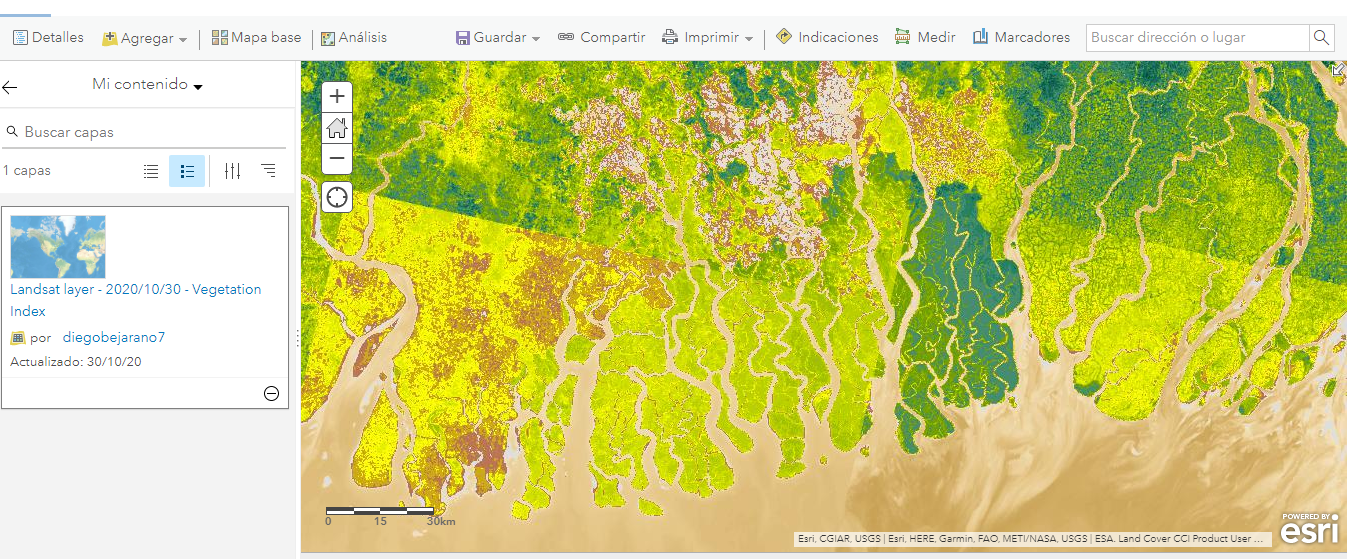 Detalles Agregar Mapa base Análisis Guardar Compartir Imprimir Indicaciones Medir Marcadores Buscar dirección o lugar
Mi contenido
Buscar capas
1 capas
Landsat layer - 2020/10/30 - Vegetation
Index
por diegobejarano7
Actualizado: 30/10/20
0 15 30km
Esri, CGIAR, USGS | Esri, HERE, Garmin, FAO, METI/NASA, USGS | ESA. Land Cover CCI Product User ...
POWERED BY
esri